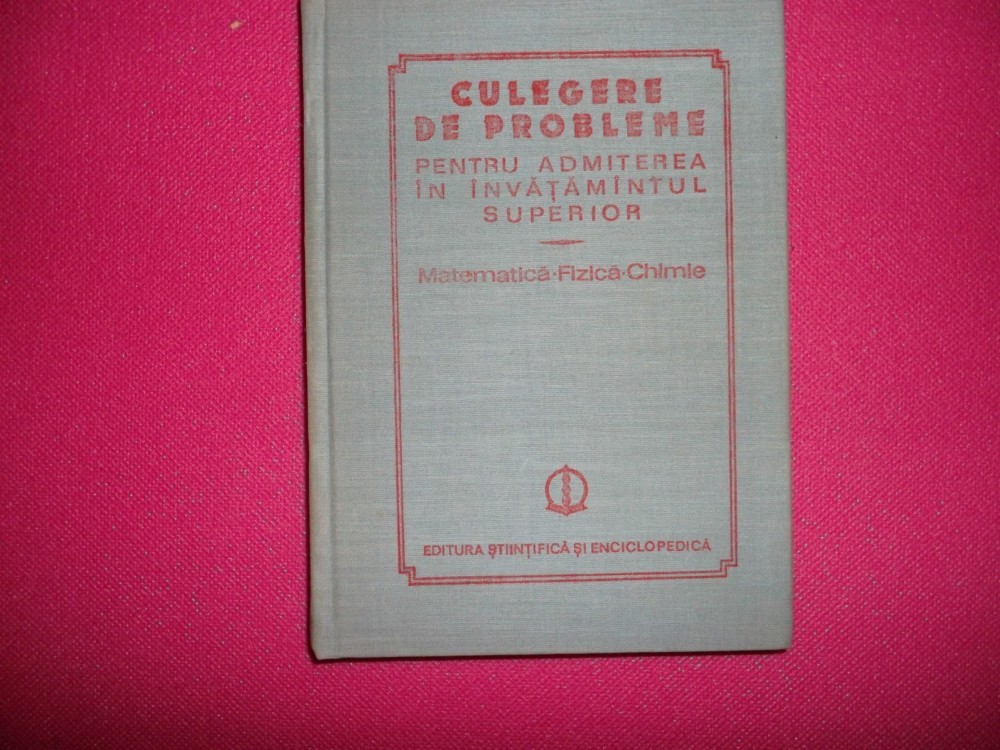 CULEGERE
DE PROBLEME
PENTRU ADMITEREA
ÎN ÎNVĂȚĂMÎNTUL
SUPERIOR
Matematică·Fizică·Chimie
EDITURA ȘTIINȚIFICĂ ȘI ENCICLOPEDICĂ